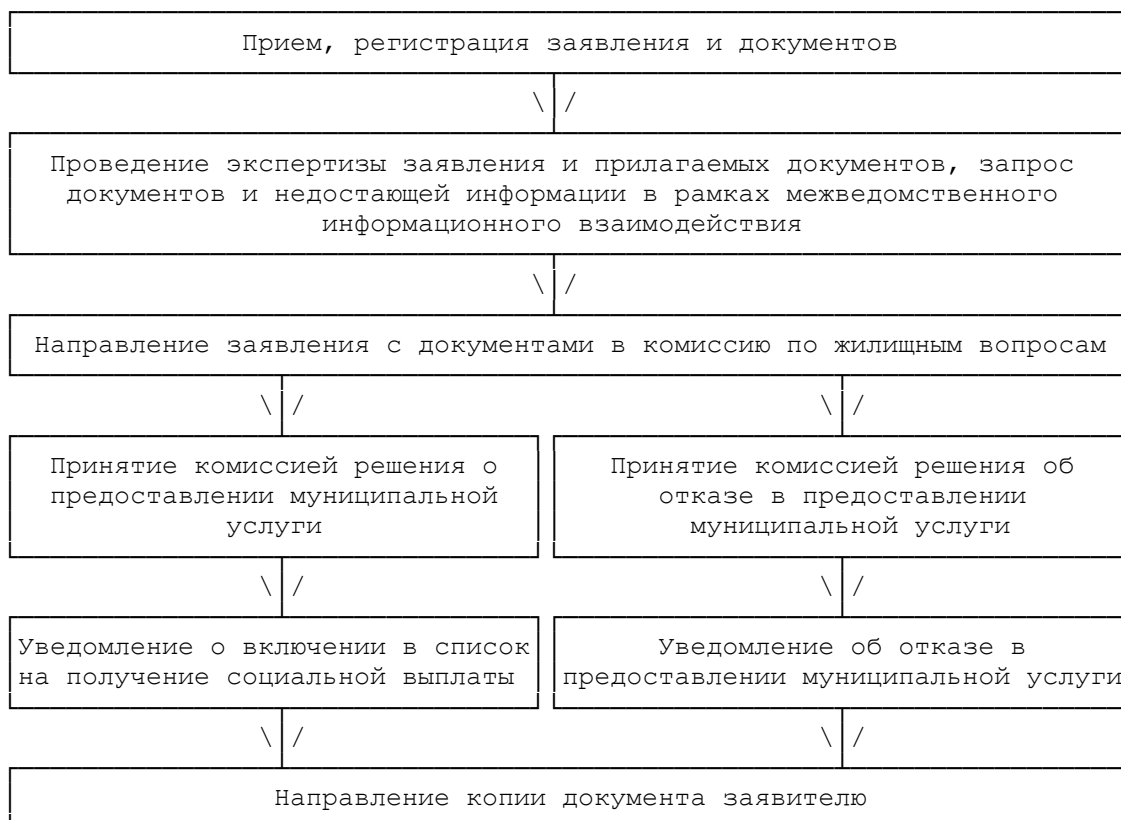 Прием, регистрация заявления и документов
Проведение экспертизы заявления и прилагаемых документов, запрос
документов и недостающей информации в рамках межведомственного
информационного взаимодействия
Направление заявления с документами в комиссию по жилищным вопросам
Принятие комиссией решения о
предоставлении муниципальной
услуги
Принятие комиссией решения об
отказе в предоставлении
муниципальной услуги
Уведомление о включении в список
на получение социальной выплаты
Уведомление об отказе в
предоставлении муниципальной услуги
Направление копии документа заявителю